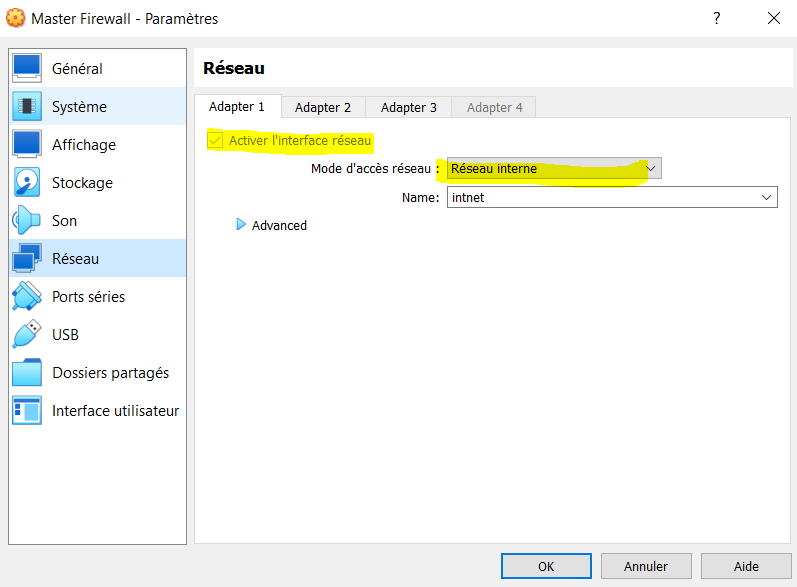 Master Firewall - Paramètres
?
Général
Système
Affichage
Stockage
Son
Réseau
Ports séries
USB
Dossiers partagés
Interface utilisateur
Réseau
Adapter 1
Adapter 2
Adapter 3
Adapter 4
Activer l'interface réseau
Mode d'accès réseau : Réseau interne
Name: intnet
Advanced
OK
Annuler
Aide